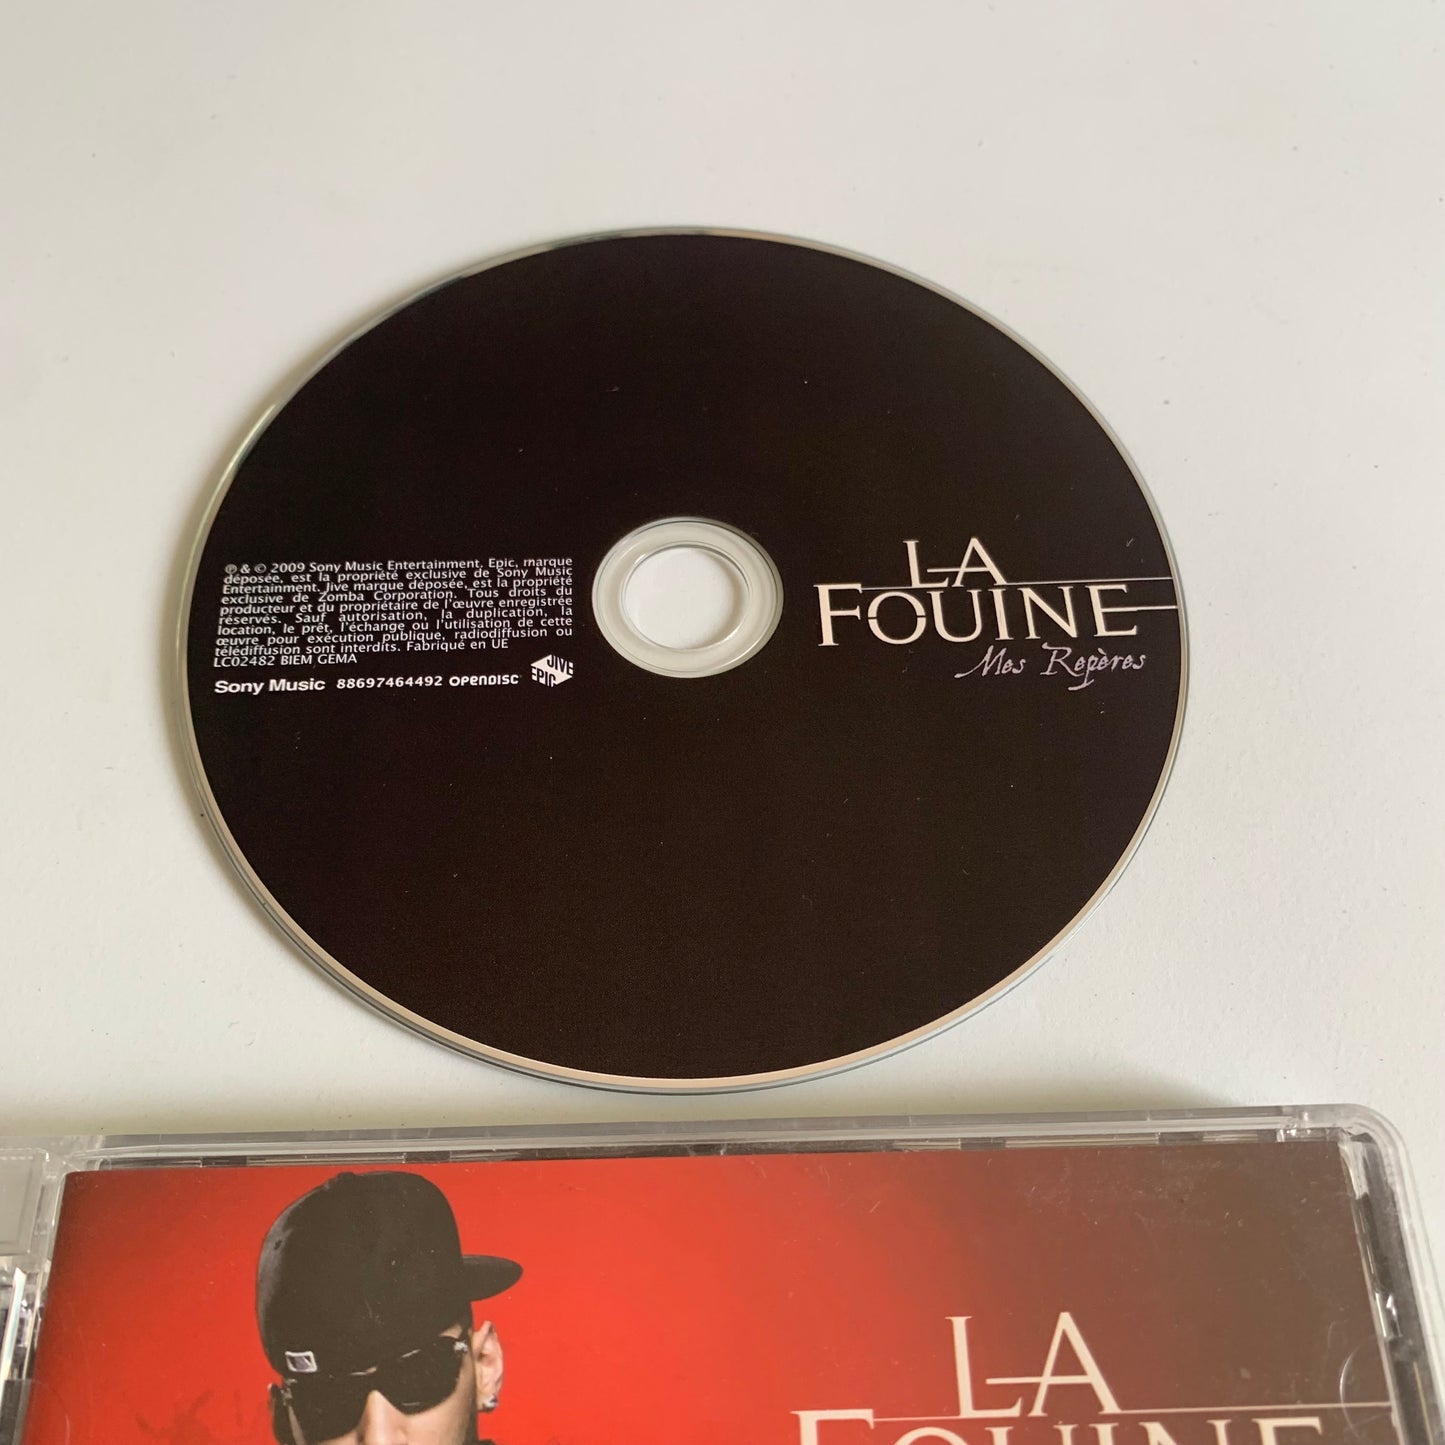 ℗ & © 2009 Sony Music Entertainment. Epic, marque
déposée, est la propriété exclusive de Sony Music
Entertainment. Jive marque déposée, est la propriété
exclusive de Zomba Corporation. Tous droits du
producteur et du propriétaire de l'œuvre enregistrée
réservés. Sauf autorisation, la duplication, la
location, le prêt, l'échange ou l'utilisation de cette
œuvre pour exécution publique, radiodiffusion ou
télédiffusion sont interdits. Fabriqué en UE
LC02482 BIEM GEMA
Sony Music 88697464492 OPENDISC EPIC JIVE
LA
FOUINE
Mes Repères
LA
FOUINE